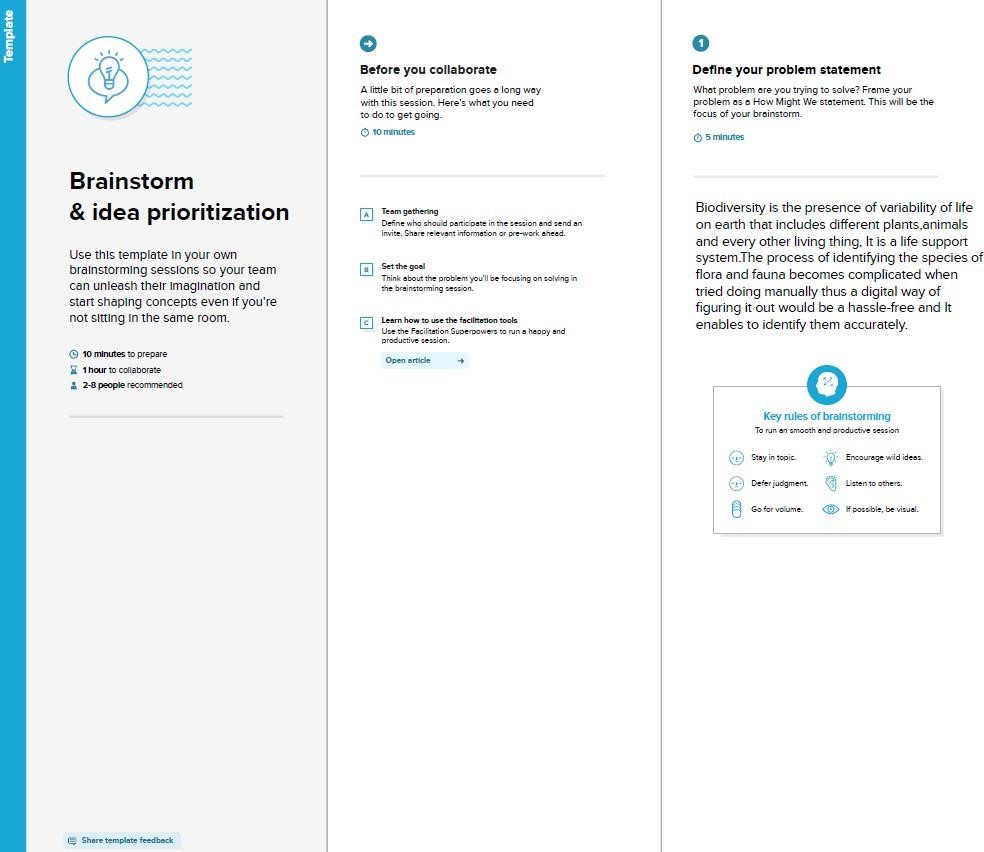 Template
Brainstorm
& idea prioritization
Use this template in your own
brainstorming sessions so your team
can unleash their imagination and
start shaping concepts even if you're
not sitting in the same room.
10 minutes to prepare
1 hour to collaborate
2-8 people recommended
Share template feedback
Before you collaborate
A little bit of preparation goes a long way
with this session. Here's what you need
to do to get going.
10 minutes
A
Team gathering
Define who should participate in the session and send an
invite. Share relevant information or pre-work ahead.
B
Set the goal
Think about the problem you'll be focusing on solving in
the brainstorming session.
C
Learn how to use the facilitation tools
Use the Facilitation Superpowers to run a happy and
productive session.
Open article
1
Define your problem statement
What problem are you trying to solve? Frame your
problem as a How Might We statement. This will be the
focus of your brainstorm.
5 minutes
Biodiversity is the presence of variability of life
on earth that includes different plants,animals
and every other living thing, It is a life support
system.The process of identifying the species of
flora and fauna becomes complicated when
tried doing manually thus a digital way of
figuring it out would be a hassle-free and It
enables to identify them accurately.
Key rules of brainstorming
To run an smooth and productive session
Stay in topic.
Encourage wild ideas.
Defer judgment.
Listen to others.
Go for volume.
If possible, be visual.